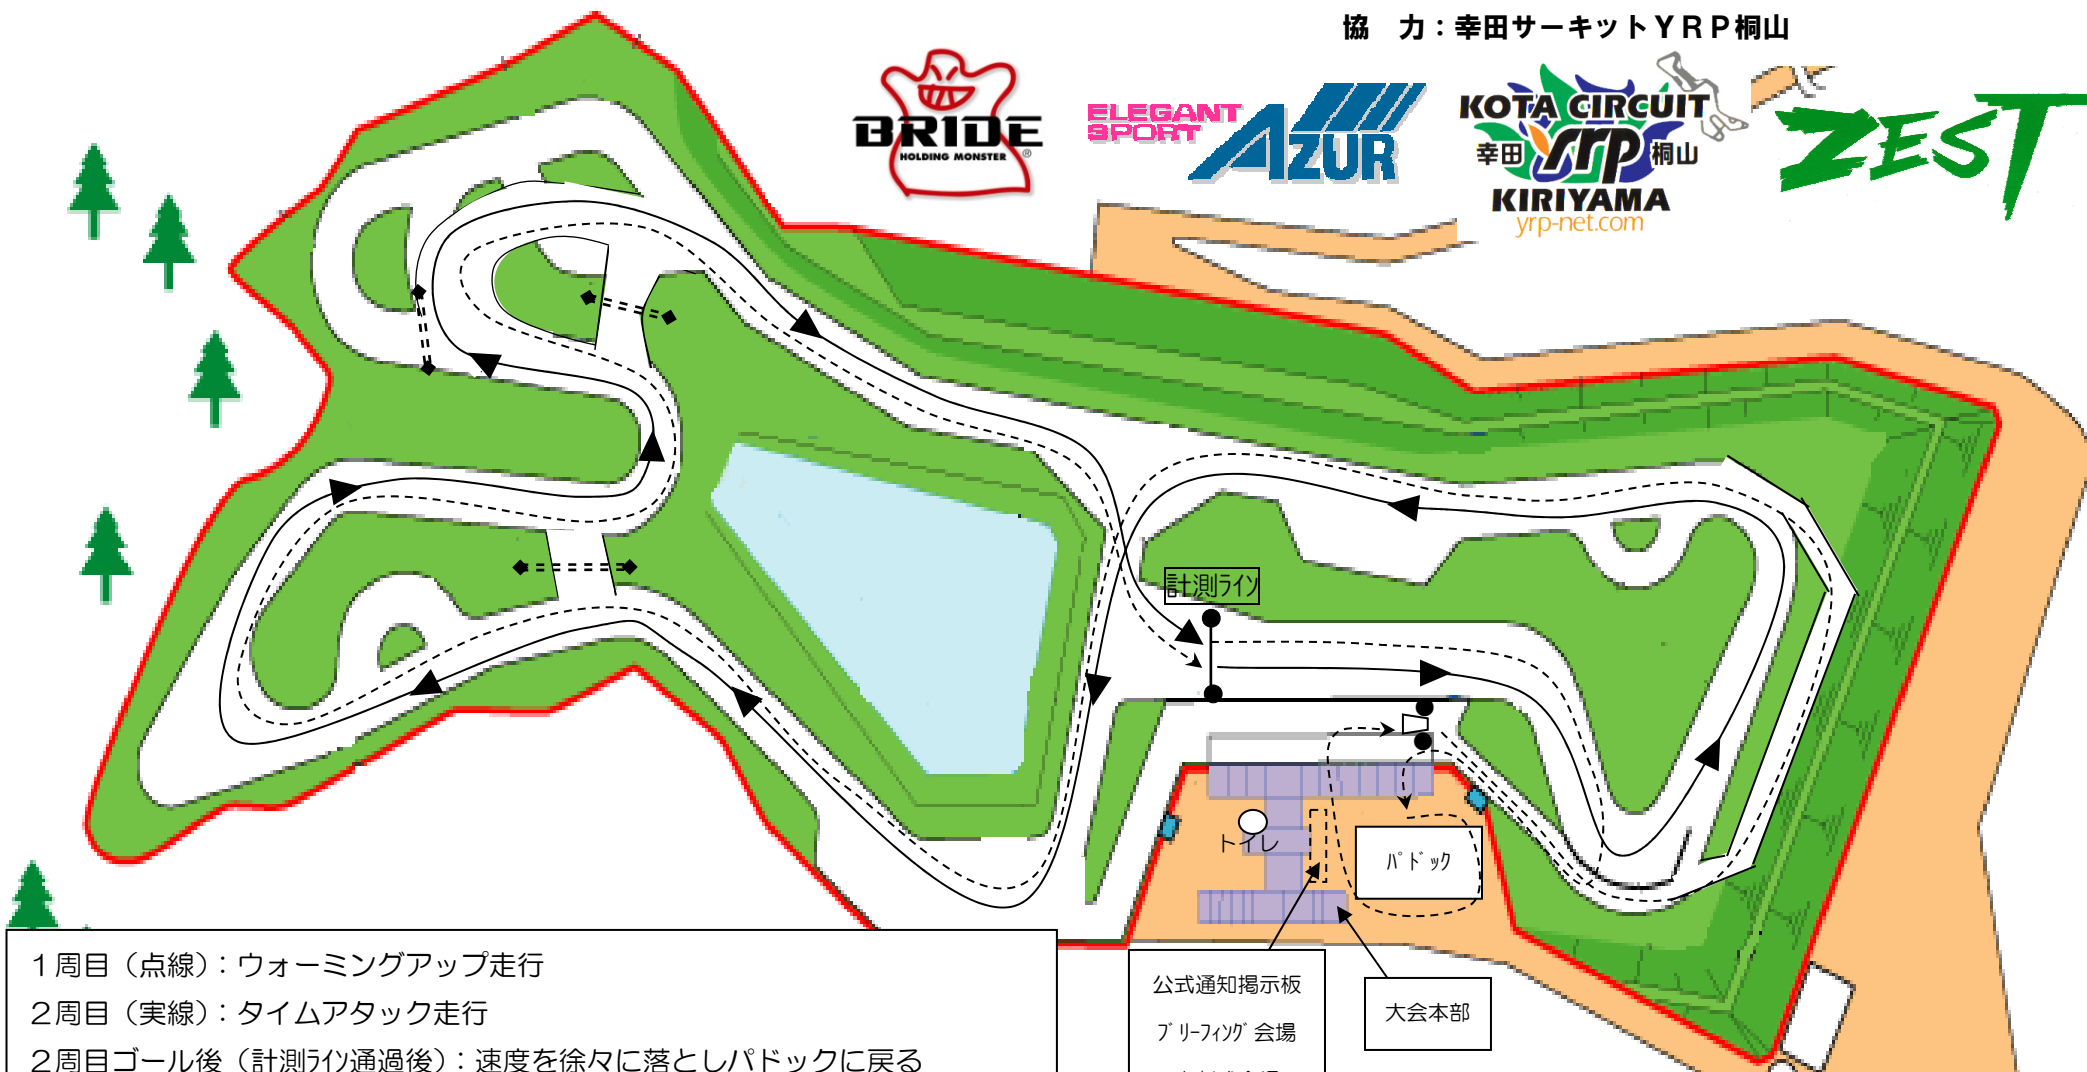 協　力：幸田サーキットＹＲＰ桐山
BRIDE
HOLDING MONSTER
®
ELEGANT
SPORT
AZUR
KOTA CIRCUIT
幸田 yrp 桐山
KIRIYAMA
yrp-net.com
ZEST
計測ﾗｲﾝ
トイレ
ﾊﾟﾄﾞｯｸ
１周目（点線）：ウォーミングアップ走行
２周目（実線）：タイムアタック走行
２周目ゴール後（計測ﾗｲﾝ通過後）：速度を徐々に落としパドックに戻る
公式通知掲示板
ﾌﾞﾘｰﾌｨﾝｸﾞ会場
大会本部